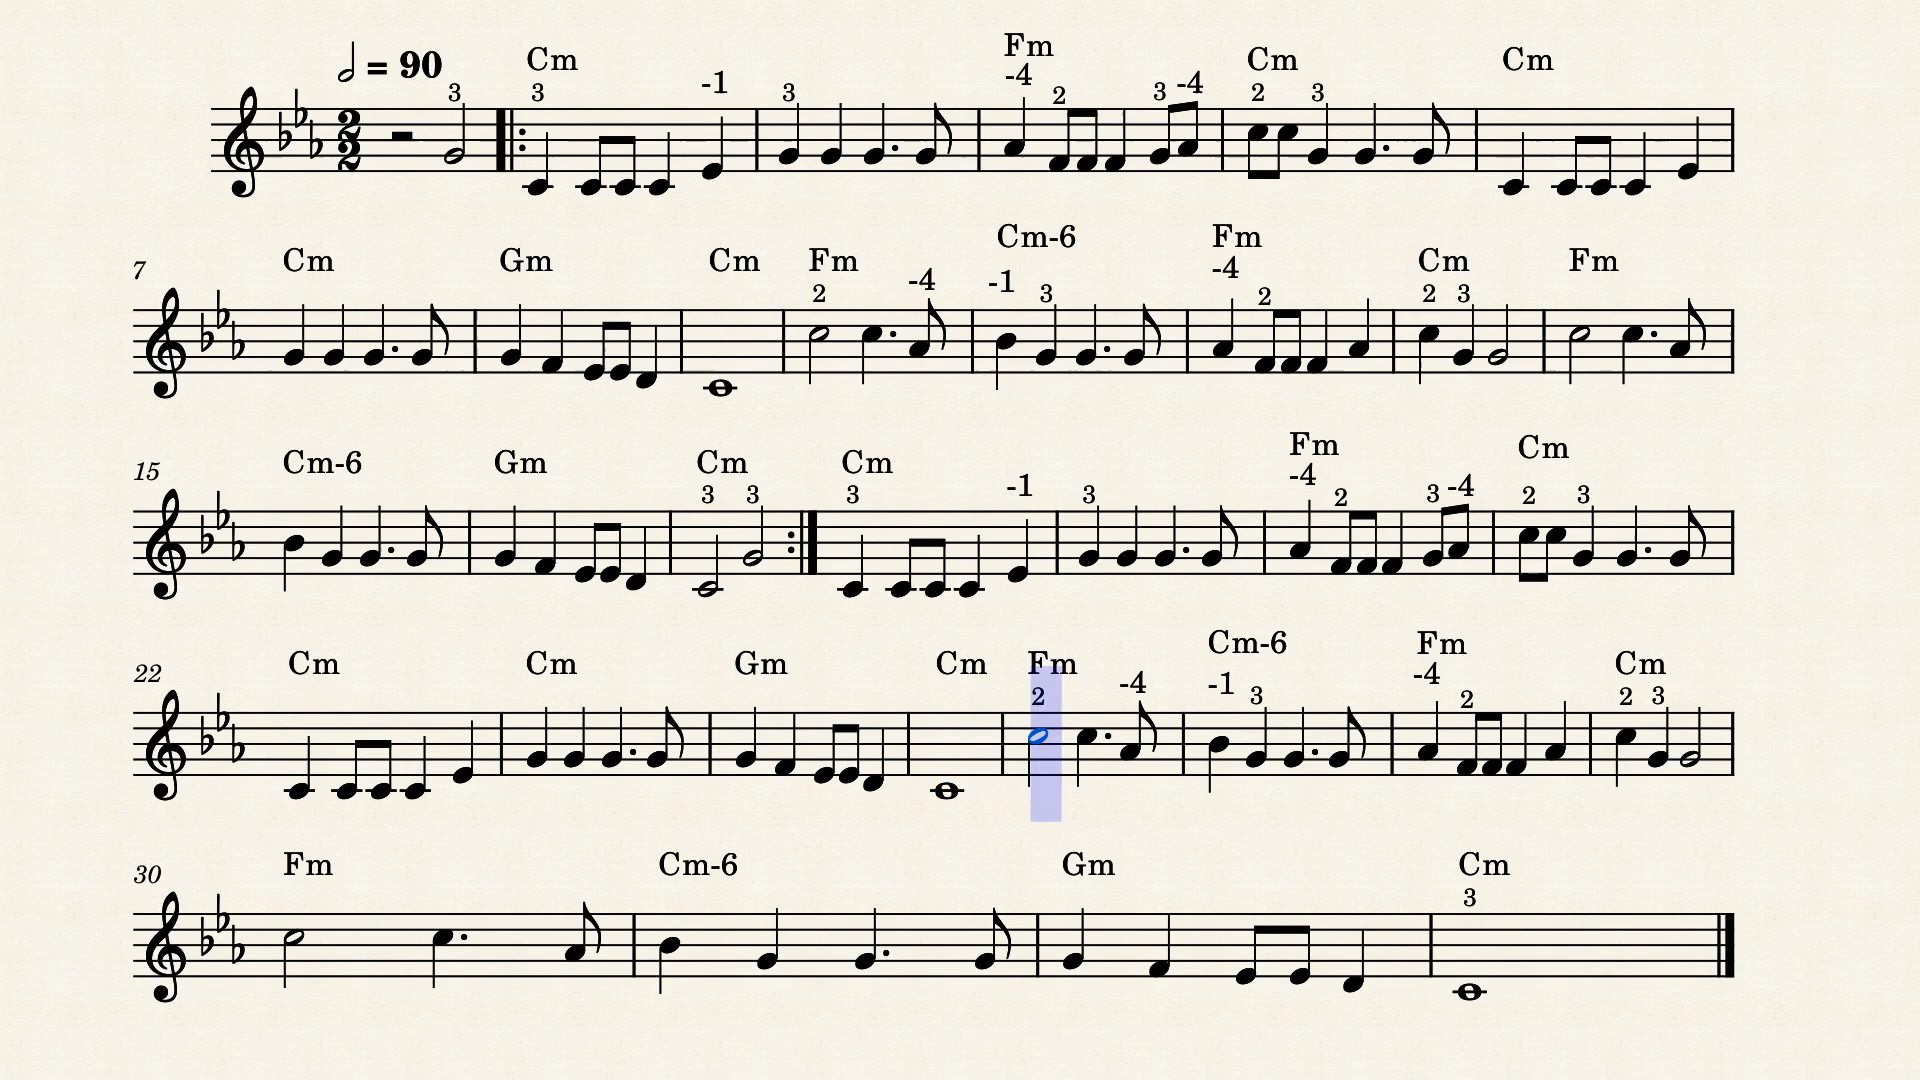 𝅗𝅥 = 90 Cm Fm Cm Cm
3 3 -1 3 -4 2 3 -4 2 3
2
2
7 Cm Gm Cm Fm Cm-6 Fm Cm Fm
2 -4 -1 3 -4 2 2 3
15 Cm-6 Gm Cm Cm Fm Cm
3 3 3 -1 3 -4 2 3 -4 2 3
22 Cm Cm Gm Cm Fm Cm-6 Fm Cm
2 -4 -1 3 -4 2 2 3
30 Fm Cm-6 Gm Cm
3